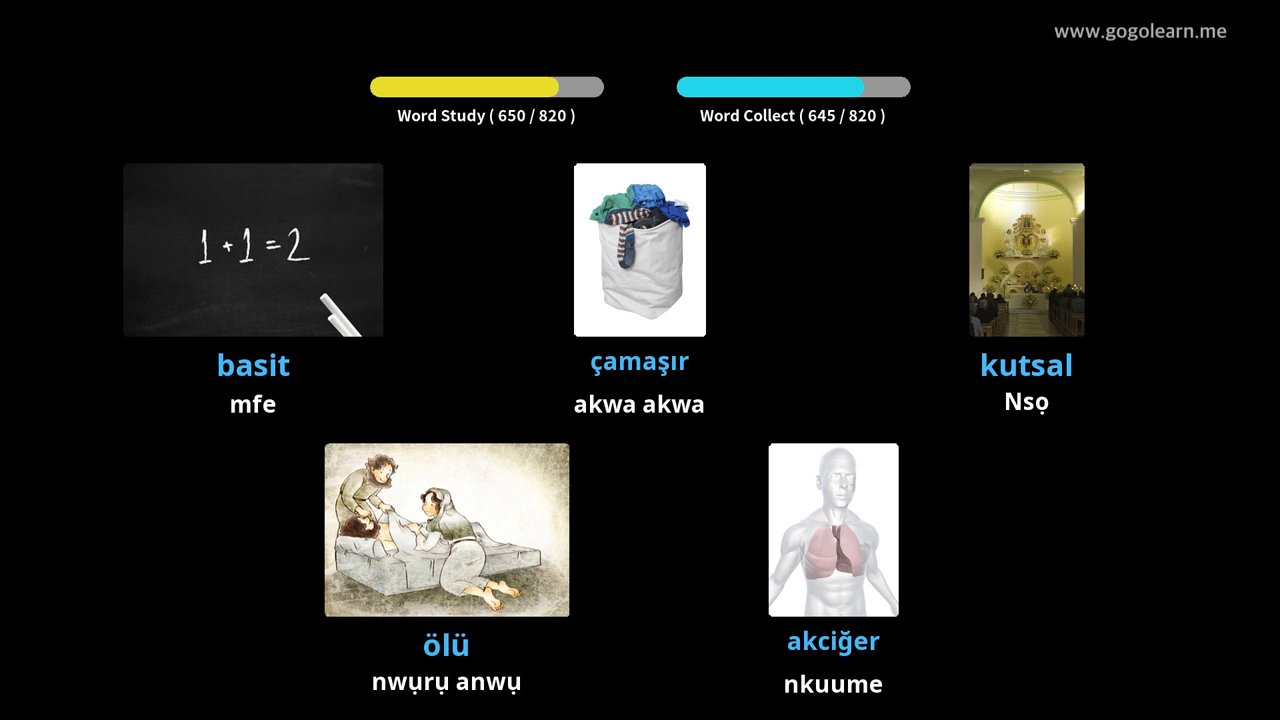 www.gogolearn.me
Word Study ( 650 / 820 )
Word Collect ( 645 / 820 )
1 + 1 = 2
basit
mfe
çamaşır
akwa akwa
kutsal
Nsọ
ölü
nwụrụ anwụ
akciğer
nkuume